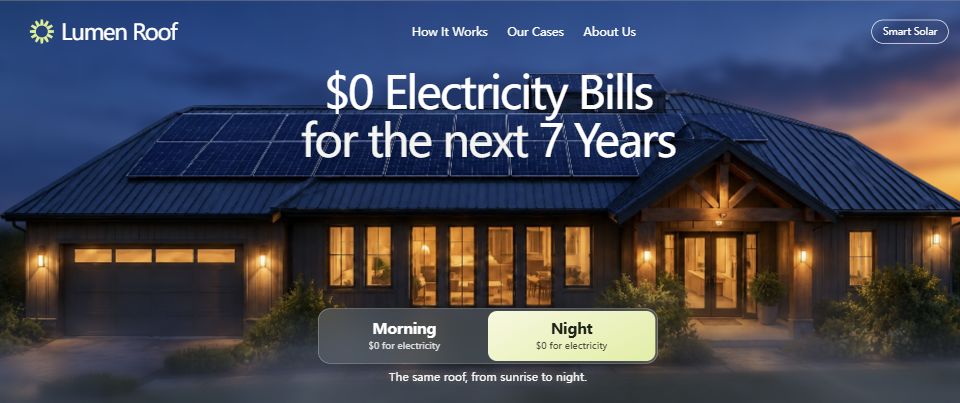 Lumen Roof
How It Works
Our Cases
About Us
Smart Solar
$0 Electricity Bills
for the next 7 Years
Morning
$0 for electricity
Night
$0 for electricity
The same roof, from sunrise to night.